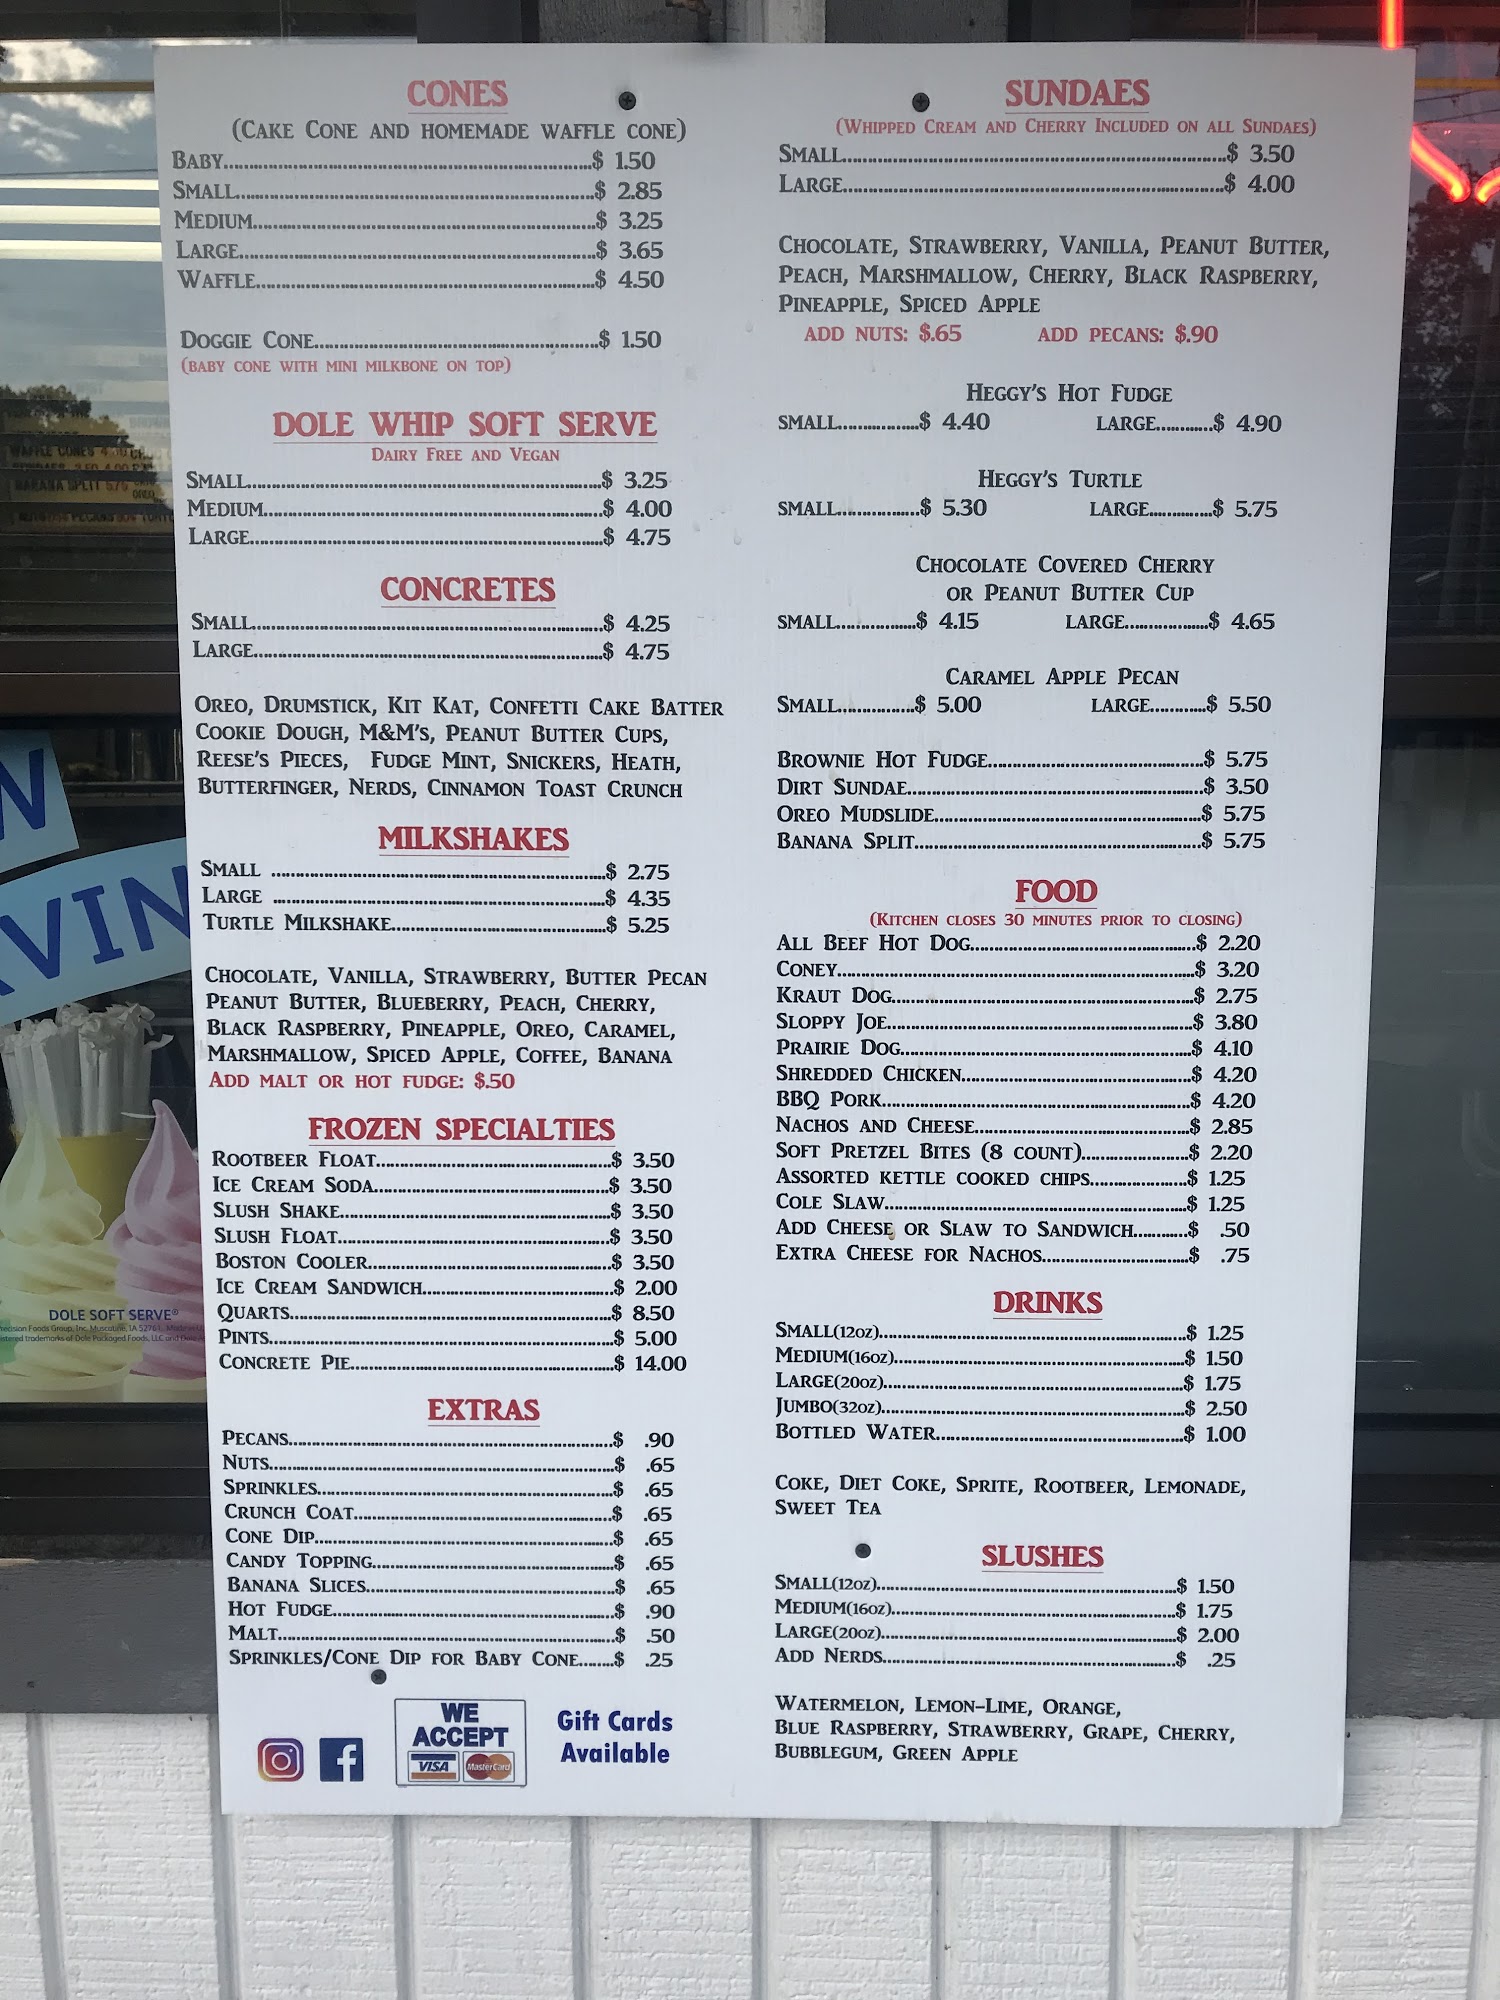 CONES
(CAKE CONE AND HOMEMADE WAFFLE CONE)
BABY....$ 1.50
SMALL....$ 2.85
MEDIUM....$ 3.25
LARGE....$ 3.65
WAFFLE....$ 4.50
DOGGIE CONE....$ 1.50
(BABY CONE WITH MINI MILKBONE ON TOP)
DOLE WHIP SOFT SERVE
DAIRY FREE AND VEGAN
SMALL....$ 3.25
MEDIUM....$ 4.00
LARGE....$ 4.75
CONCRETES
SMALL....$ 4.25
LARGE....$ 4.75
OREO, DRUMSTICK, KIT KAT, CONFETTI CAKE BATTER
COOKIE DOUGH, M&M'S, PEANUT BUTTER CUPS,
REESE'S PIECES, FUDGE MINT, SNICKERS, HEATH,
BUTTERFINGER, NERDS, CINNAMON TOAST CRUNCH
MILKSHAKES
SMALL ....$ 2.75
LARGE ....$ 4.35
TURTLE MILKSHAKE....$ 5.25
CHOCOLATE, VANILLA, STRAWBERRY, BUTTER PECAN
PEANUT BUTTER, BLUEBERRY, PEACH, CHERRY,
BLACK RASPBERRY, PINEAPPLE, OREO, CARAMEL,
MARSHMALLOW, SPICED APPLE, COFFEE, BANANA
ADD MALT OR HOT FUDGE: $.50
FROZEN SPECIALTIES
ROOTBEER FLOAT....$ 3.50
ICE CREAM SODA....$ 3.50
SLUSH SHAKE....$ 3.50
SLUSH FLOAT....$ 3.50
BOSTON COOLER....$ 3.50
ICE CREAM SANDWICH....$ 2.00
QUARTS....$ 8.50
PINTS....$ 5.00
CONCRETE PIE....$ 14.00
EXTRAS
PECANS....$ .90
NUTS....$ .65
SPRINKLES....$ .65
CRUNCH COAT....$ .65
CONE DIP....$ .65
CANDY TOPPING....$ .65
BANANA SLICES....$ .65
HOT FUDGE....$ .90
MALT....$ .50
SPRINKLES/CONE DIP FOR BABY CONE....$ .25
WE
ACCEPT
VISA MasterCard
Gift Cards
Available
SUNDAES
(WHIPPED CREAM AND CHERRY INCLUDED ON ALL SUNDAES)
SMALL....$ 3.50
LARGE....$ 4.00
CHOCOLATE, STRAWBERRY, VANILLA, PEANUT BUTTER,
PEACH, MARSHMALLOW, CHERRY, BLACK RASPBERRY,
PINEAPPLE, SPICED APPLE
ADD NUTS: $.65 ADD PECANS: $.90
HEGGY'S HOT FUDGE
SMALL....$ 4.40 LARGE....$ 4.90
HEGGY'S TURTLE
SMALL....$ 5.30 LARGE....$ 5.75
CHOCOLATE COVERED CHERRY
OR PEANUT BUTTER CUP
SMALL....$ 4.15 LARGE....$ 4.65
CARAMEL APPLE PECAN
SMALL....$ 5.00 LARGE....$ 5.50
BROWNIE HOT FUDGE....$ 5.75
DIRT SUNDAE....$ 3.50
OREO MUDSLIDE....$ 5.75
BANANA SPLIT....$ 5.75
FOOD
(KITCHEN CLOSES 30 MINUTES PRIOR TO CLOSING)
ALL BEEF HOT DOG....$ 2.20
CONEY....$ 3.20
KRAUT DOG....$ 2.75
SLOPPY JOE....$ 3.80
PRAIRIE DOG....$ 4.10
SHREDDED CHICKEN....$ 4.20
BBQ PORK....$ 4.20
NACHOS AND CHEESE....$ 2.85
SOFT PRETZEL BITES (8 COUNT)....$ 2.20
ASSORTED KETTLE COOKED CHIPS....$ 1.25
COLE SLAW....$ 1.25
ADD CHEESE OR SLAW TO SANDWICH....$ .50
EXTRA CHEESE FOR NACHOS....$ .75
DRINKS
SMALL(12OZ)....$ 1.25
MEDIUM(16OZ)....$ 1.50
LARGE(20OZ)....$ 1.75
JUMBO(32OZ)....$ 2.50
BOTTLED WATER....$ 1.00
COKE, DIET COKE, SPRITE, ROOTBEER, LEMONADE,
SWEET TEA
SLUSHES
SMALL(12OZ)....$ 1.50
MEDIUM(16OZ)....$ 1.75
LARGE(20OZ)....$ 2.00
ADD NERDS....$ .25
WATERMELON, LEMON-LIME, ORANGE,
BLUE RASPBERRY, STRAWBERRY, GRAPE, CHERRY,
BUBBLEGUM, GREEN APPLE
DOLE SOFT SERVE®